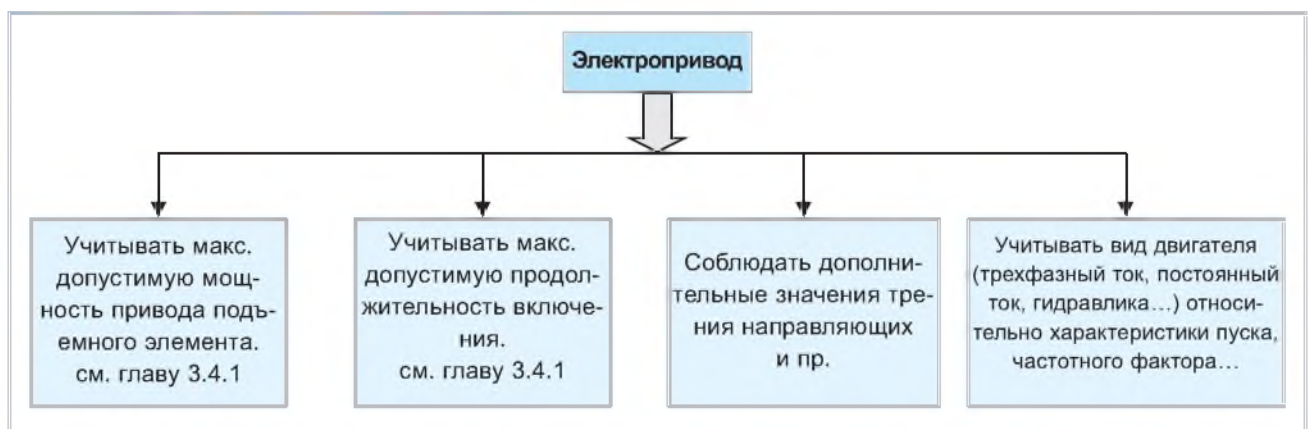 Электропривод
Учитывать макс.
допустимую мощ-
ность привода подъ-
емного элемента.
см. главу 3.4.1
Учитывать макс.
допустимую продол-
жительность включе-
ния.
см. главу 3.4.1
Соблюдать дополни-
тельные значения тре-
ния направляющих
и пр.
Учитывать вид двигателя
(трехфазный ток, постоянный
ток, гидравлика…) относи-
тельно характеристики пуска,
частотного фактора…